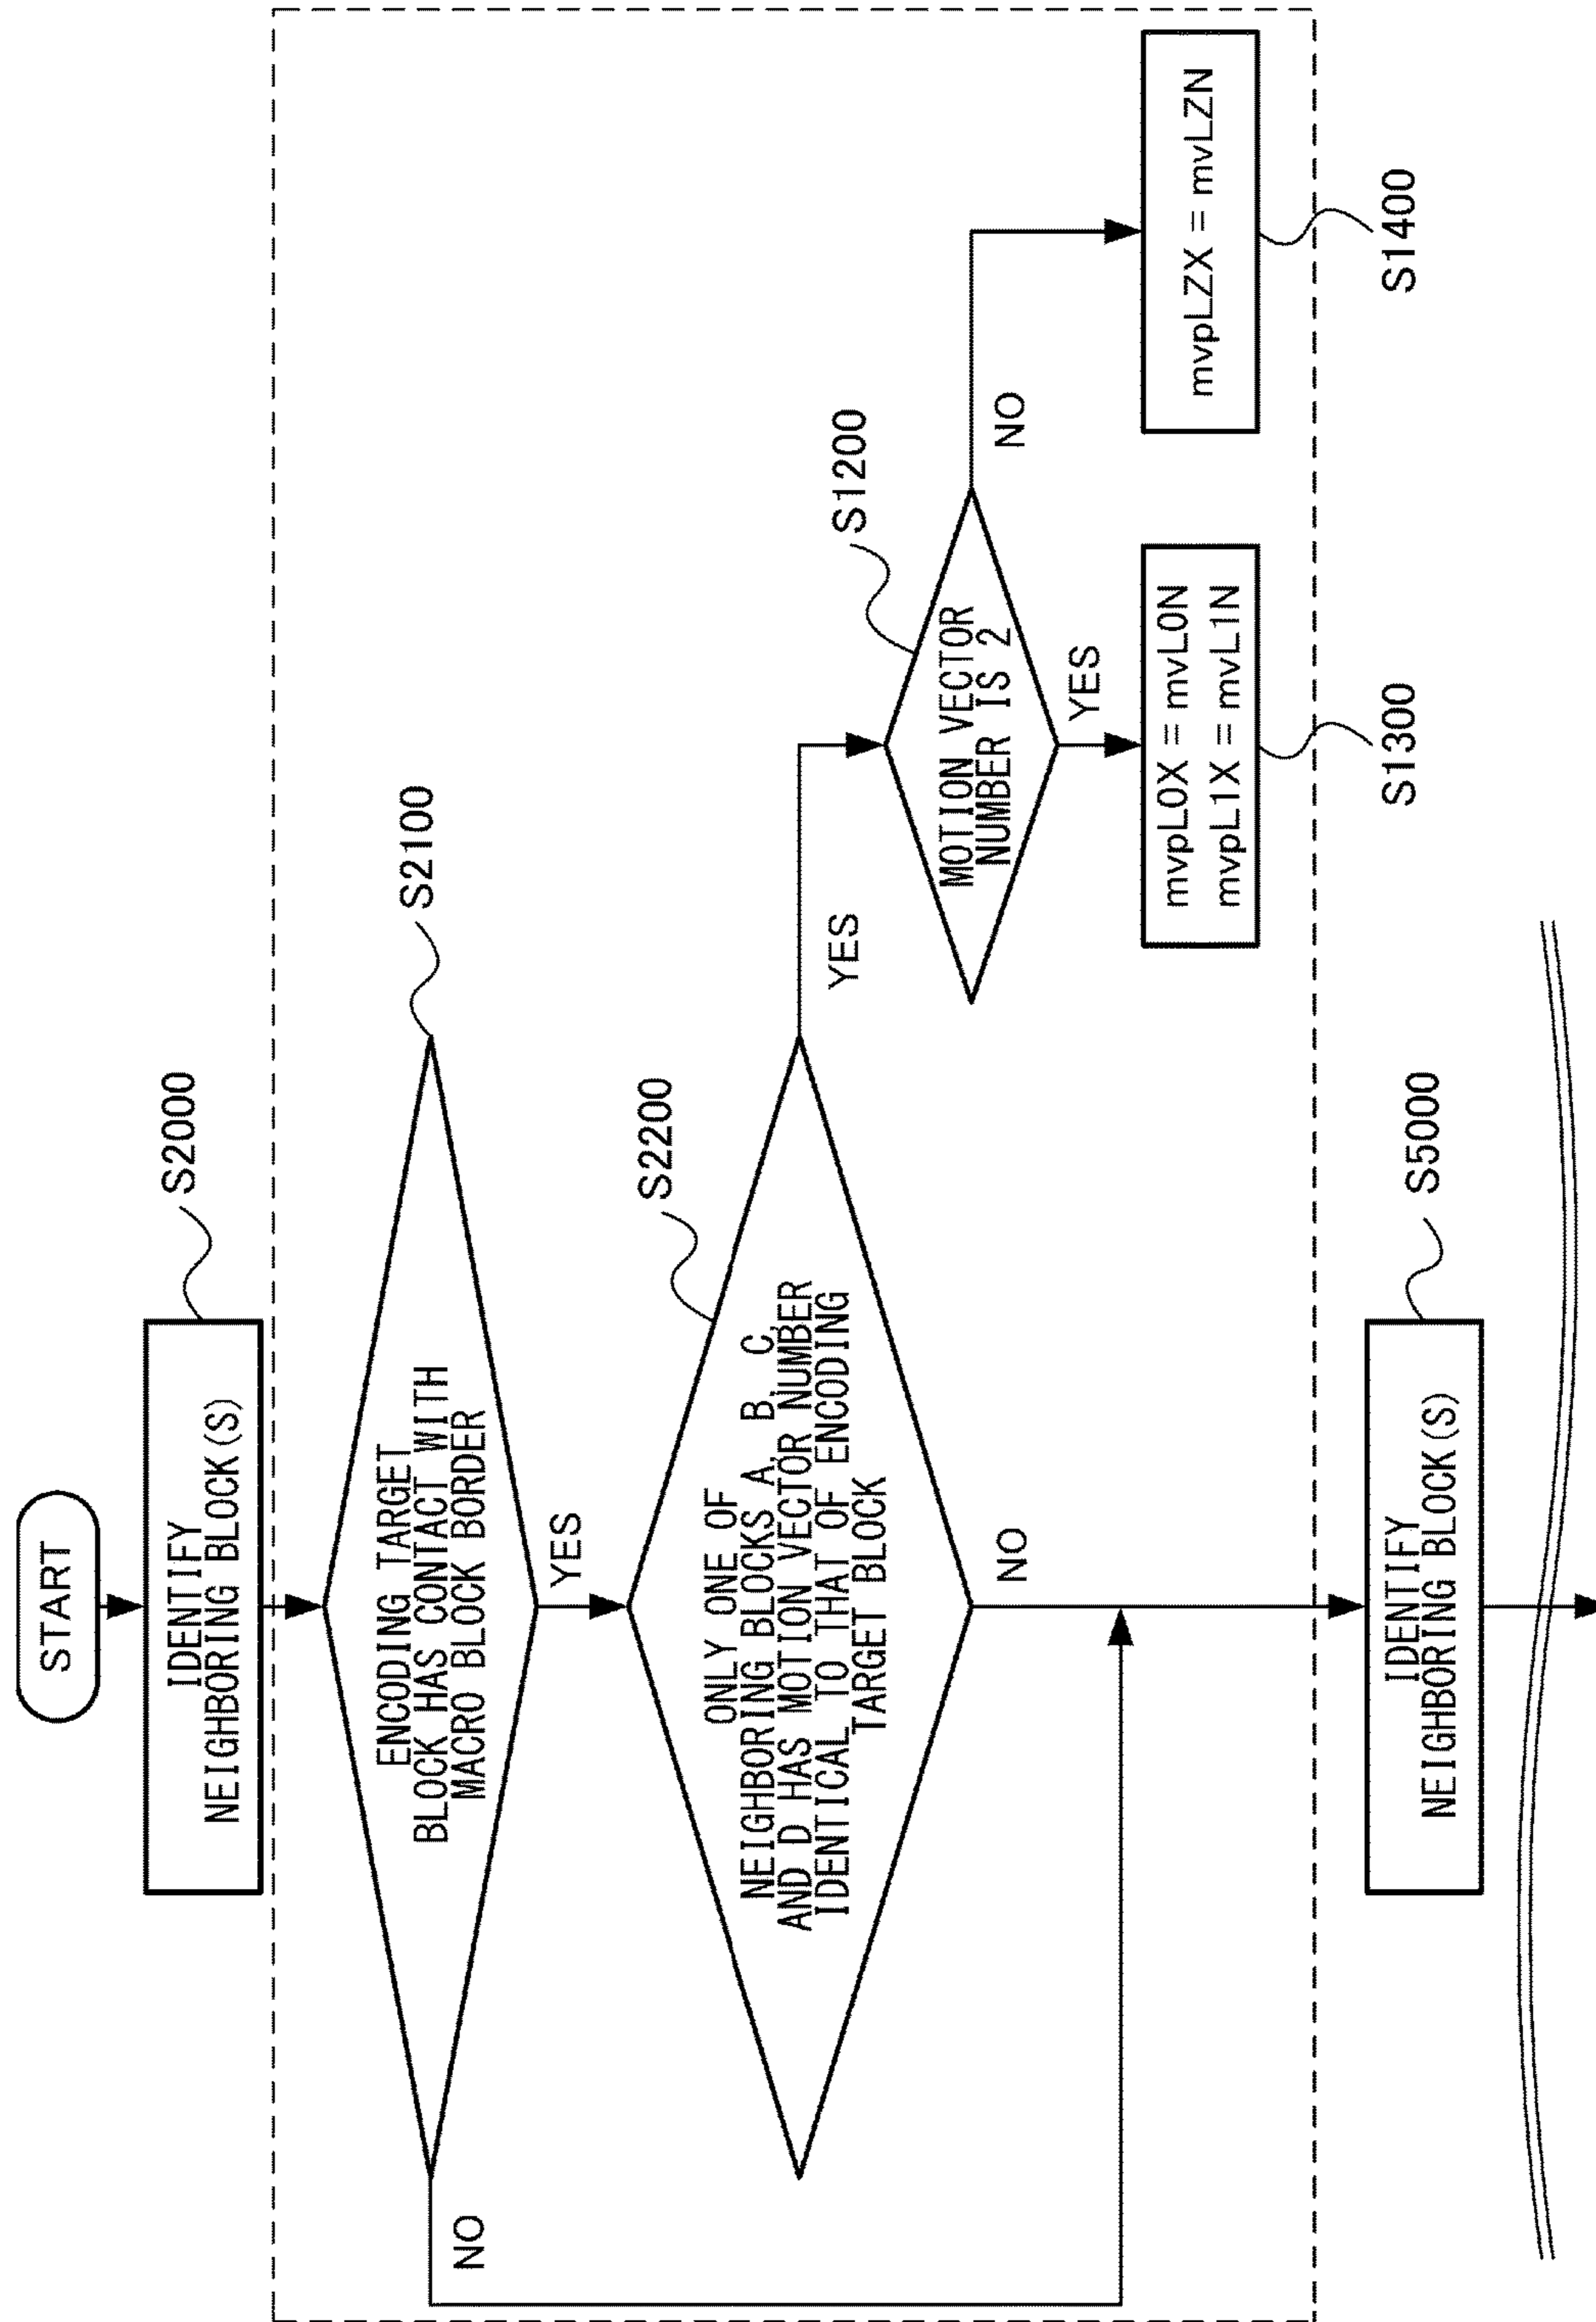 START
IDENTIFY
NEIGHBORING BLOCK(S)
S2000
ENCODING TARGET
BLOCK HAS CONTACT WITH
MACRO BLOCK BORDER
S2100
NO
YES
ONLY ONE OF
NEIGHBORING BLOCKS A, B, C,
AND D HAS MOTION VECTOR NUMBER
IDENTICAL TO THAT OF ENCODING
TARGET BLOCK
S2200
YES
NO
MOTION VECTOR
NUMBER IS 2
S1200
NO
YES
mvpL0X = mvL0N
mvpL1X = mvL1N
S1300
mvpLZX = mvLZN
S1400
IDENTIFY
NEIGHBORING BLOCK(S)
S5000